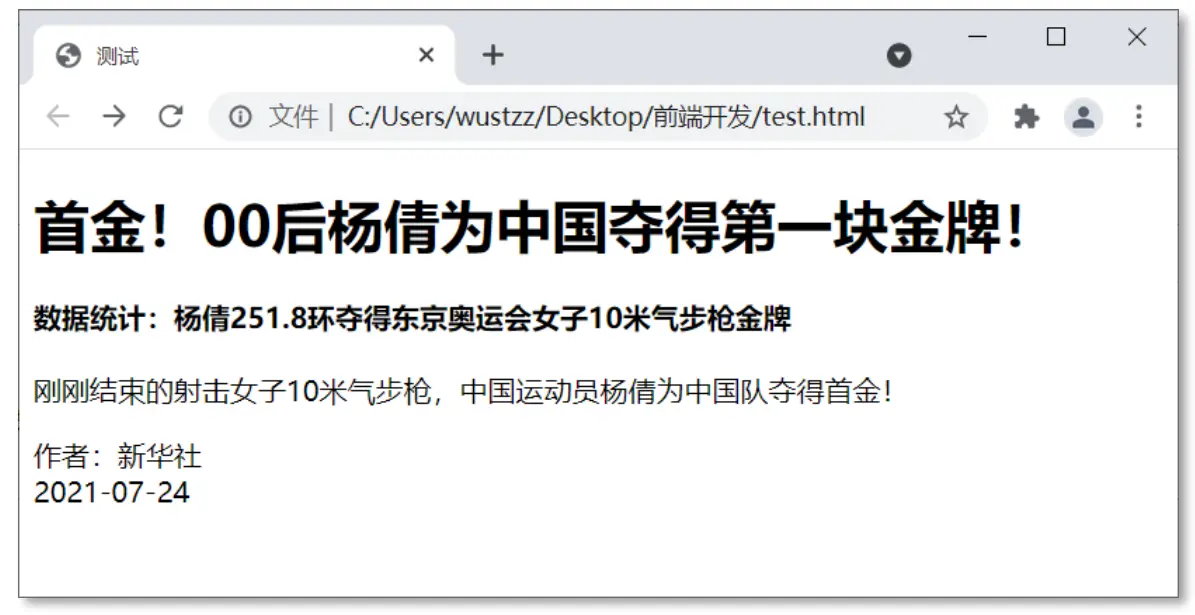 测试
文件 | C:/Users/wustzz/Desktop/前端开发/test.html
首金！00后杨倩为中国夺得第一块金牌！
数据统计：杨倩251.8环夺得东京奥运会女子10米气步枪金牌
刚刚结束的射击女子10米气步枪，中国运动员杨倩为中国队夺得首金！
作者：新华社
2021-07-24